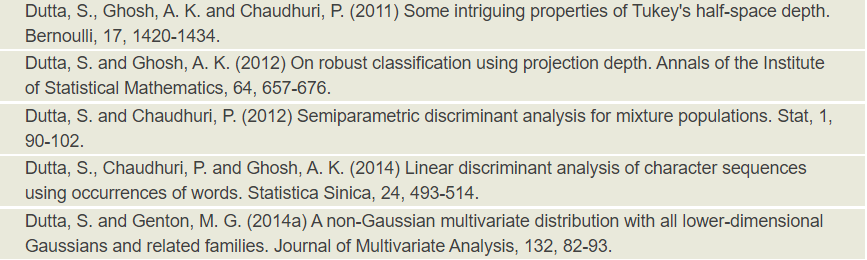 Dutta, S., Ghosh, A. K. and Chaudhuri, P. (2011) Some intriguing properties of Tukey's half-space depth.
Bernoulli, 17, 1420-1434.
Dutta, S. and Ghosh, A. K. (2012) On robust classification using projection depth. Annals of the Institute
of Statistical Mathematics, 64, 657-676.
Dutta, S. and Chaudhuri, P. (2012) Semiparametric discriminant analysis for mixture populations. Stat, 1,
90-102.
Dutta, S., Chaudhuri, P. and Ghosh, A. K. (2014) Linear discriminant analysis of character sequences
using occurrences of words. Statistica Sinica, 24, 493-514.
Dutta, S. and Genton, M. G. (2014a) A non-Gaussian multivariate distribution with all lower-dimensional
Gaussians and related families. Journal of Multivariate Analysis, 132, 82-93.